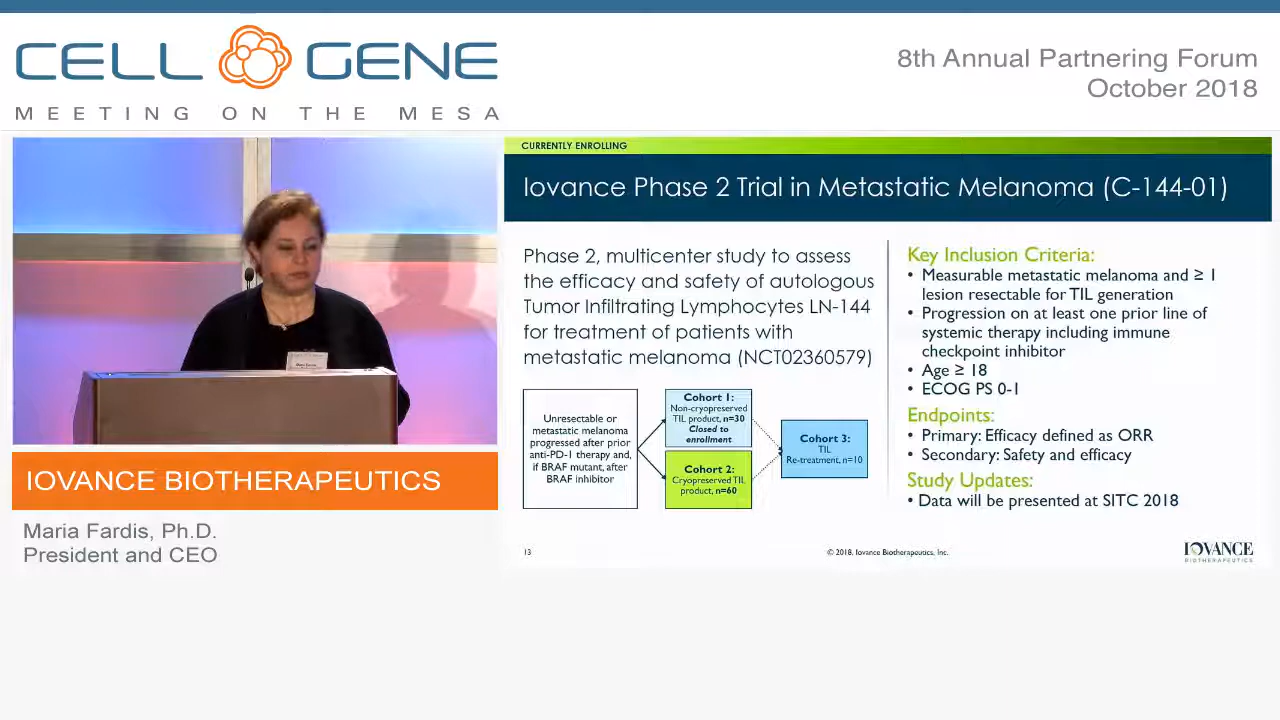 CELL GENE
MEETING ON THE MESA
8th Annual Partnering Forum
October 2018
CURRENTLY ENROLLING
Iovance Phase 2 Trial in Metastatic Melanoma (C-144-01)
Phase 2, multicenter study to assess
the efficacy and safety of autologous
Tumor Infiltrating Lymphocytes LN-144
for treatment of patients with
metastatic melanoma (NCT02360579)
Unresectable or
metastatic melanoma
progressed after prior
anti-PD-1 therapy and,
if BRAF mutant, after
BRAF inhibitor
Cohort 1:
Non-cryopreserved
TIL product, n=30
Closed to
enrollment
Cohort 2:
Cryopreserved TIL
product, n=60
Cohort 3:
TIL
Re-treatment, n=10
Key Inclusion Criteria:
• Measurable metastatic melanoma and ≥ 1
lesion resectable for TIL generation
• Progression on at least one prior line of
systemic therapy including immune
checkpoint inhibitor
• Age ≥ 18
• ECOG PS 0-1
Endpoints:
• Primary: Efficacy defined as ORR
• Secondary: Safety and efficacy
Study Updates:
• Data will be presented at SITC 2018
13
© 2018, Iovance Biotherapeutics, Inc.
IOVANCE
BIOTHERAPEUTICS
IOVANCE BIOTHERAPEUTICS
Maria Fardis, Ph.D.
President and CEO